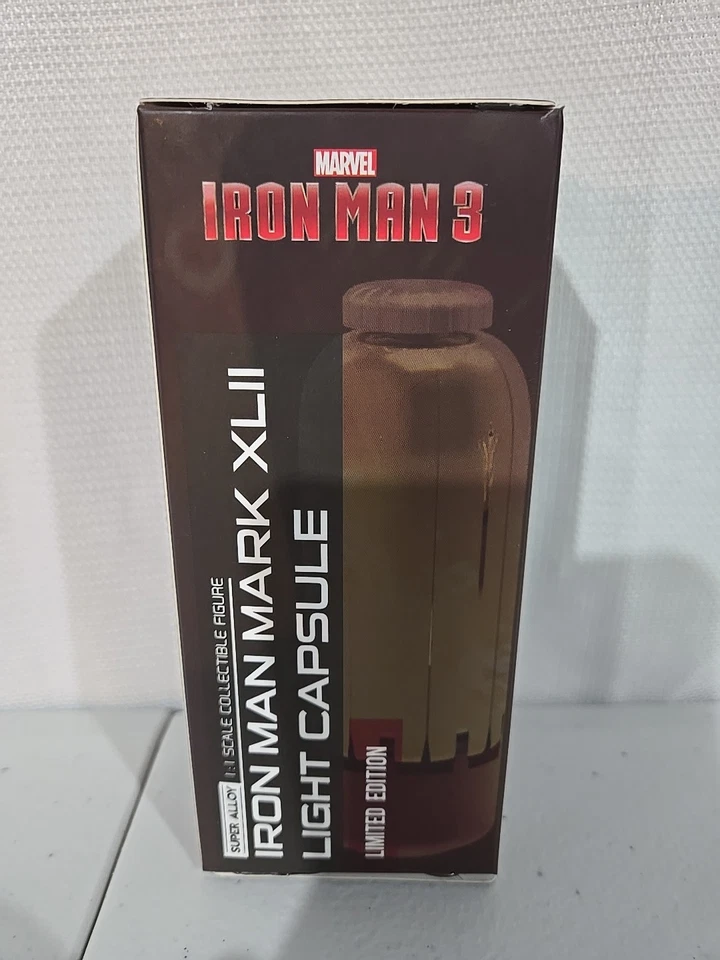 MARVEL
IRON MAN 3
SUPER ALLOY 1:1 SCALE COLLECTIBLE FIGURE
IRON MAN MARK XLII
LIGHT CAPSULE
LIMITED EDITION